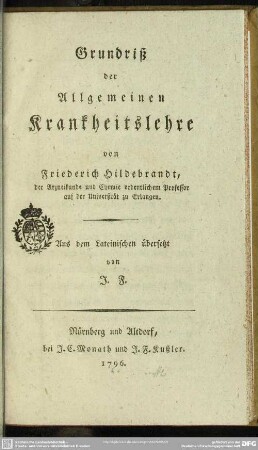 Grundriß
der
Allgemeinen
Krankheitslehre
von
Friederich Hildebrandt,
der Arzneikunde und Chymie ordentlichem Professor
auf der Universität zu Erlangen.
Aus dem Lateinischen übersetzt
von
J. F.
Nürnberg und Altdorf,
bei J. C. Monath und J. F. Kußler.
1796.